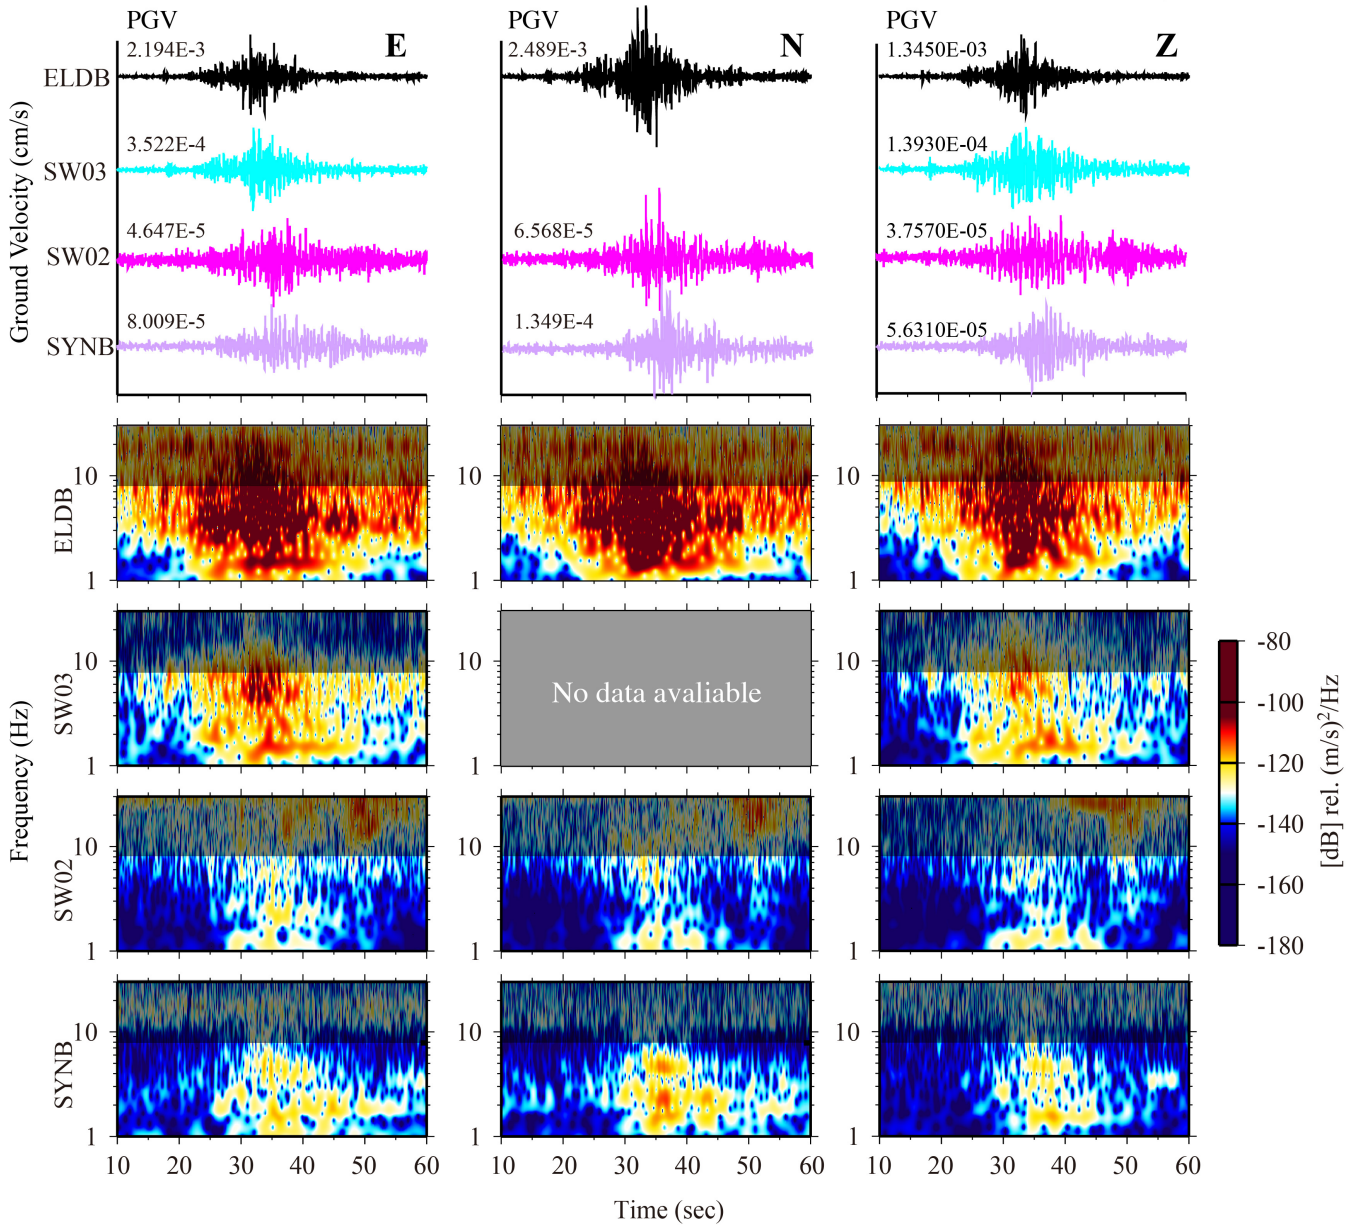 PGV PGV PGV
E N Z
2.194E-3 2.489E-3 1.3450E-03
ELDB
3.522E-4 1.3930E-04
SW03
4.647E-5 6.568E-5 3.7570E-05
SW02
8.009E-5 1.349E-4 5.6310E-05
SYNB
Ground Velocity (cm/s)
10 10 10
ELDB
1 1 1
10 10
SW03
No data avaliable
1 1 1
10 10 10
SW02
1 1 1
10 10 10
SYNB
1 1 1
Frequency (Hz)
10 20 30 40 50 60 10 20 30 40 50 60 10 20 30 40 50 60
Time (sec)
-80
-100
-120
-140
-160
-180
[dB] rel. (m/s)²/Hz